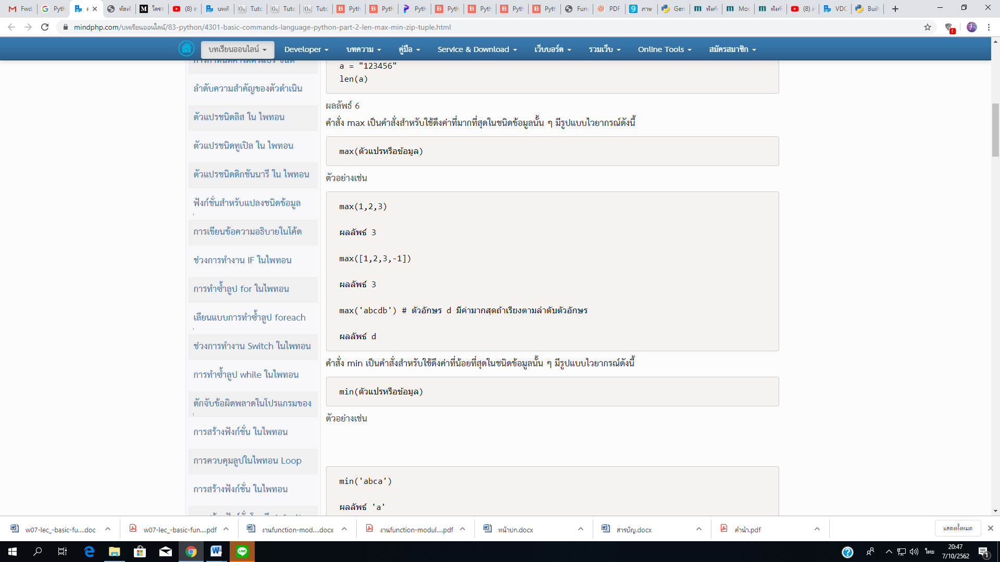 Fwd
Pyth
หัดเขี
ใครว
(8) ส
บทเรี
Tutc
Tutc
Tutc
Pyth
Pyth
Pyth
Pyth
Pyth
Pyth
Pyth
Func
PDF
ภาษ
Gen
ฟังก์
Moc
ฟังก์
(8) ส
VDC
Buil
mindphp.com/บทเรียนออนไลน์/83-python/4301-basic-commands-language-python-part-2-len-max-min-zip-tuple.html
บทเรียนออนไลน์ Developer บทความ คู่มือ Service & Download เว็บบอร์ด รวมเว็บ Online Tools สมัครสมาชิก
ลำดับความสำคัญของตัวดำเนิน
ตัวแปรชนิดลิส ใน ไพทอน
ตัวแปรชนิดทูเปิล ใน ไพทอน
ตัวแปรชนิดดิกชันนารี ใน ไพทอน
ฟังก์ชั่นสำหรับแปลงชนิดข้อมูล
การเขียนข้อความอธิบายในโค้ด
ช่วงการทำงาน IF ในไพทอน
การทำซ้ำลูป for ในไพทอน
เลียนแบบการทำซ้ำลูป foreach
ช่วงการทำงาน Switch ในไพทอน
การทำซ้ำลูป while ในไพทอน
ดักจับข้อผิดพลาดในโปรแกรมของ
การสร้างฟังก์ชั่น ในไพทอน
การควบคุมลูปในไพทอน Loop
การสร้างฟังก์ชั่น ในไพทอน
a = "123456"
len(a)
ผลลัพธ์ 6
คำสั่ง max เป็นคำสั่งสำหรับใช้ดึงค่าที่มากที่สุดในชนิดข้อมูลนั้น ๆ มีรูปแบบไวยากรณ์ดังนี้
max(ตัวแปรหรือข้อมูล)
ตัวอย่างเช่น
max(1,2,3)
ผลลัพธ์ 3
max([1,2,3,-1])
ผลลัพธ์ 3
max('abcdb') # ตัวอักษร d มีค่ามากสุดถ้าเรียงตามลำดับตัวอักษร
ผลลัพธ์ d
คำสั่ง min เป็นคำสั่งสำหรับใช้ดึงค่าที่น้อยที่สุดในชนิดข้อมูลนั้น ๆ มีรูปแบบไวยากรณ์ดังนี้
min(ตัวแปรหรือข้อมูล)
ตัวอย่างเช่น
min('abca')
ผลลัพธ์ 'a'
w07-lec_-basic-fu....doc
w07-lec_-basic-fun....pdf
งานfunction-mod....docx
งานfunction-modul....pdf
หน้าปก.docx
สารบัญ.docx
คำนำ.pdf
แสดงทั้งหมด
ไทย
20:47
7/10/2562
1